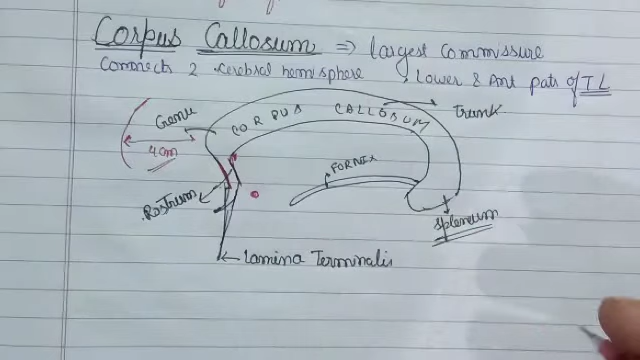 Corpus Callosum => largest commissure
Connects 2 cerebral hemisphere , Lower & Ant part of TL
Genu
CORPUS CALLOSUM
Trunk
4cm
FORNIX
Rostrum
Splenium
Lamina Terminalis